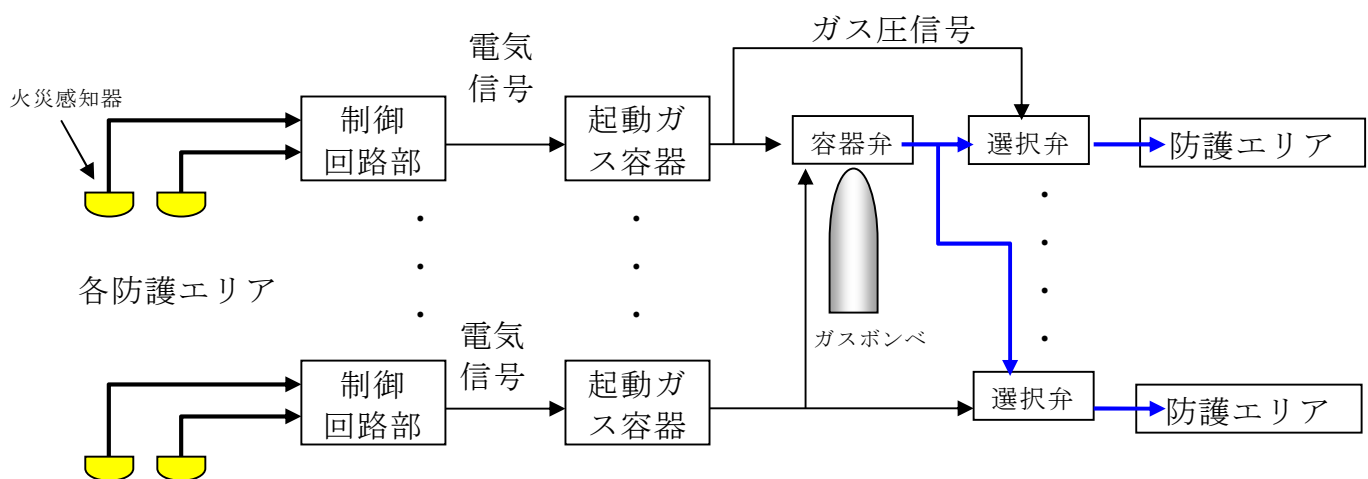 ガス圧信号
電気
信号
火災感知器
制御
回路部
起動ガ
ス容器
容器弁
選択弁
防護エリア
各防護エリア
電気
信号
ガスボンベ
制御
回路部
起動ガ
ス容器
選択弁
防護エリア